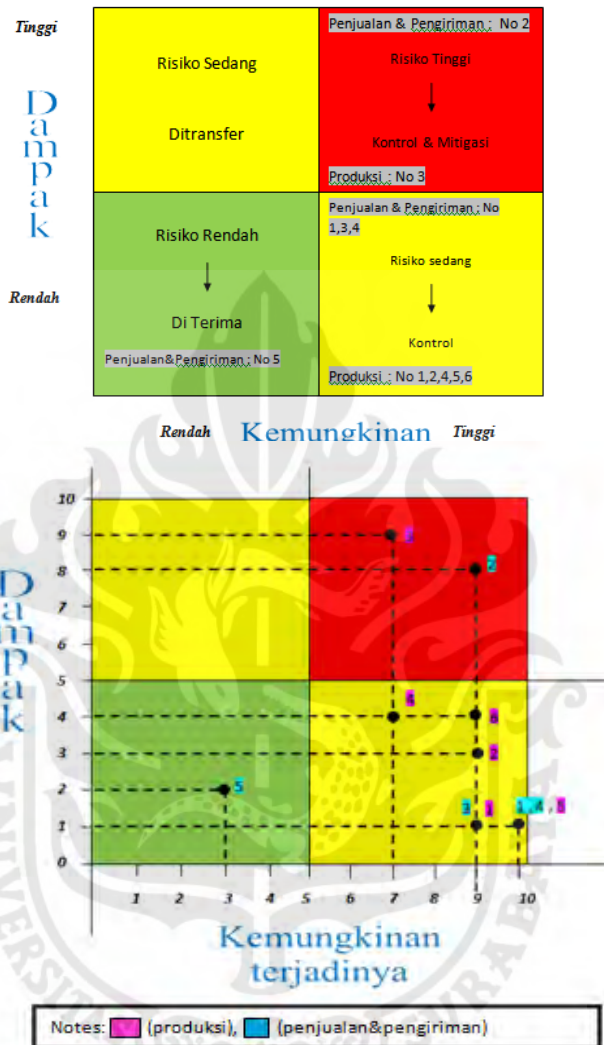 Tinggi
Dampak
Rendah
Risiko Sedang
Ditransfer
Penjualan & Pengiriman : No 2
Risiko Tinggi
Kontrol & Mitigasi
Produksi : No 3
Risiko Rendah
Di Terima
Penjualan&Pengiriman : No 5
Penjualan & Pengiriman : No
1,3,4
Risiko sedang
Kontrol
Produksi : No 1,2,4,5,6
Rendah Kemungkinan Tinggi
Dampak
10
9
8 2
7
6
5
4 6
3 2
2 5
1 3 1 1,4,5
0
1 2 3 4 5 6 7 9 10
Kemungkinan
terjadinya
Notes: (produksi), (penjualan&pengiriman)